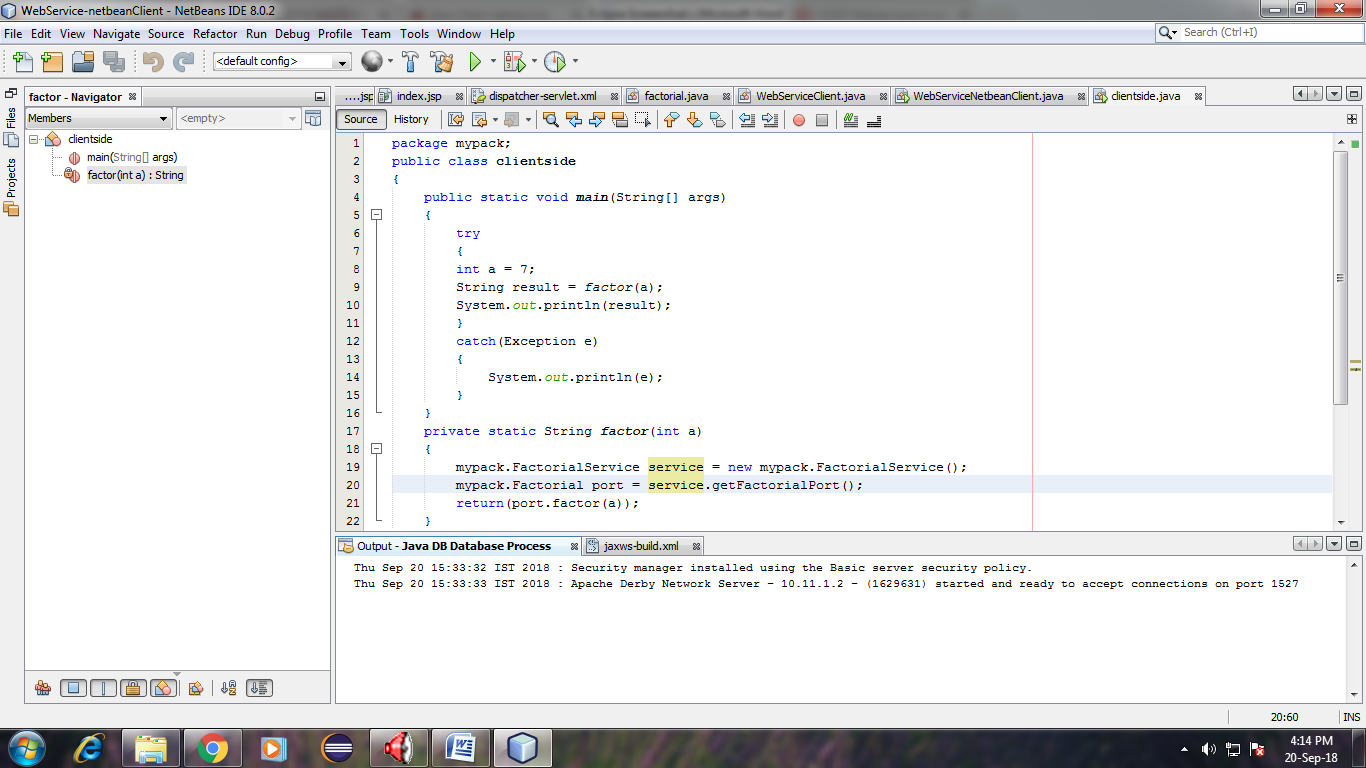 WebService-netbeanClient - NetBeans IDE 8.0.2
File Edit View Navigate Source Refactor Run Debug Profile Team Tools Window Help
Search (Ctrl+I)
<default config>
factor - Navigator
Members
<empty>
clientside
main(String[] args)
factor(int a) : String
Files
Projects
....jsp index.jsp dispatcher-servlet.xml factorial.java WebServiceClient.java WebServiceNetbeanClient.java clientside.java
Source History
1 package mypack;
2 public class clientside
3 {
4 public static void main(String[] args)
5 {
6 try
7 {
8 int a = 7;
9 String result = factor(a);
10 System.out.println(result);
11 }
12 catch(Exception e)
13 {
14 System.out.println(e);
15 }
16 }
17 private static String factor(int a)
18 {
19 mypack.FactorialService service = new mypack.FactorialService();
20 mypack.Factorial port = service.getFactorialPort();
21 return(port.factor(a));
22 }
Output - Java DB Database Process jaxws-build.xml
Thu Sep 20 15:33:32 IST 2018 : Security manager installed using the Basic server security policy.
Thu Sep 20 15:33:33 IST 2018 : Apache Derby Network Server - 10.11.1.2 - (1629631) started and ready to accept connections on port 1527
20:60 INS
4:14 PM
20-Sep-18